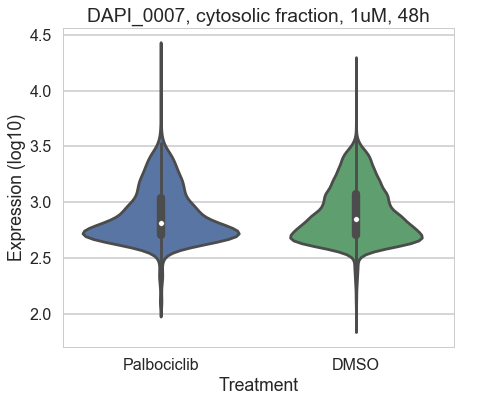 DAPI_0007, cytosolic fraction, 1uM, 48h
Expression (log10)
4.5
4.0
3.5
3.0
2.5
2.0
Palbociclib DMSO
Treatment